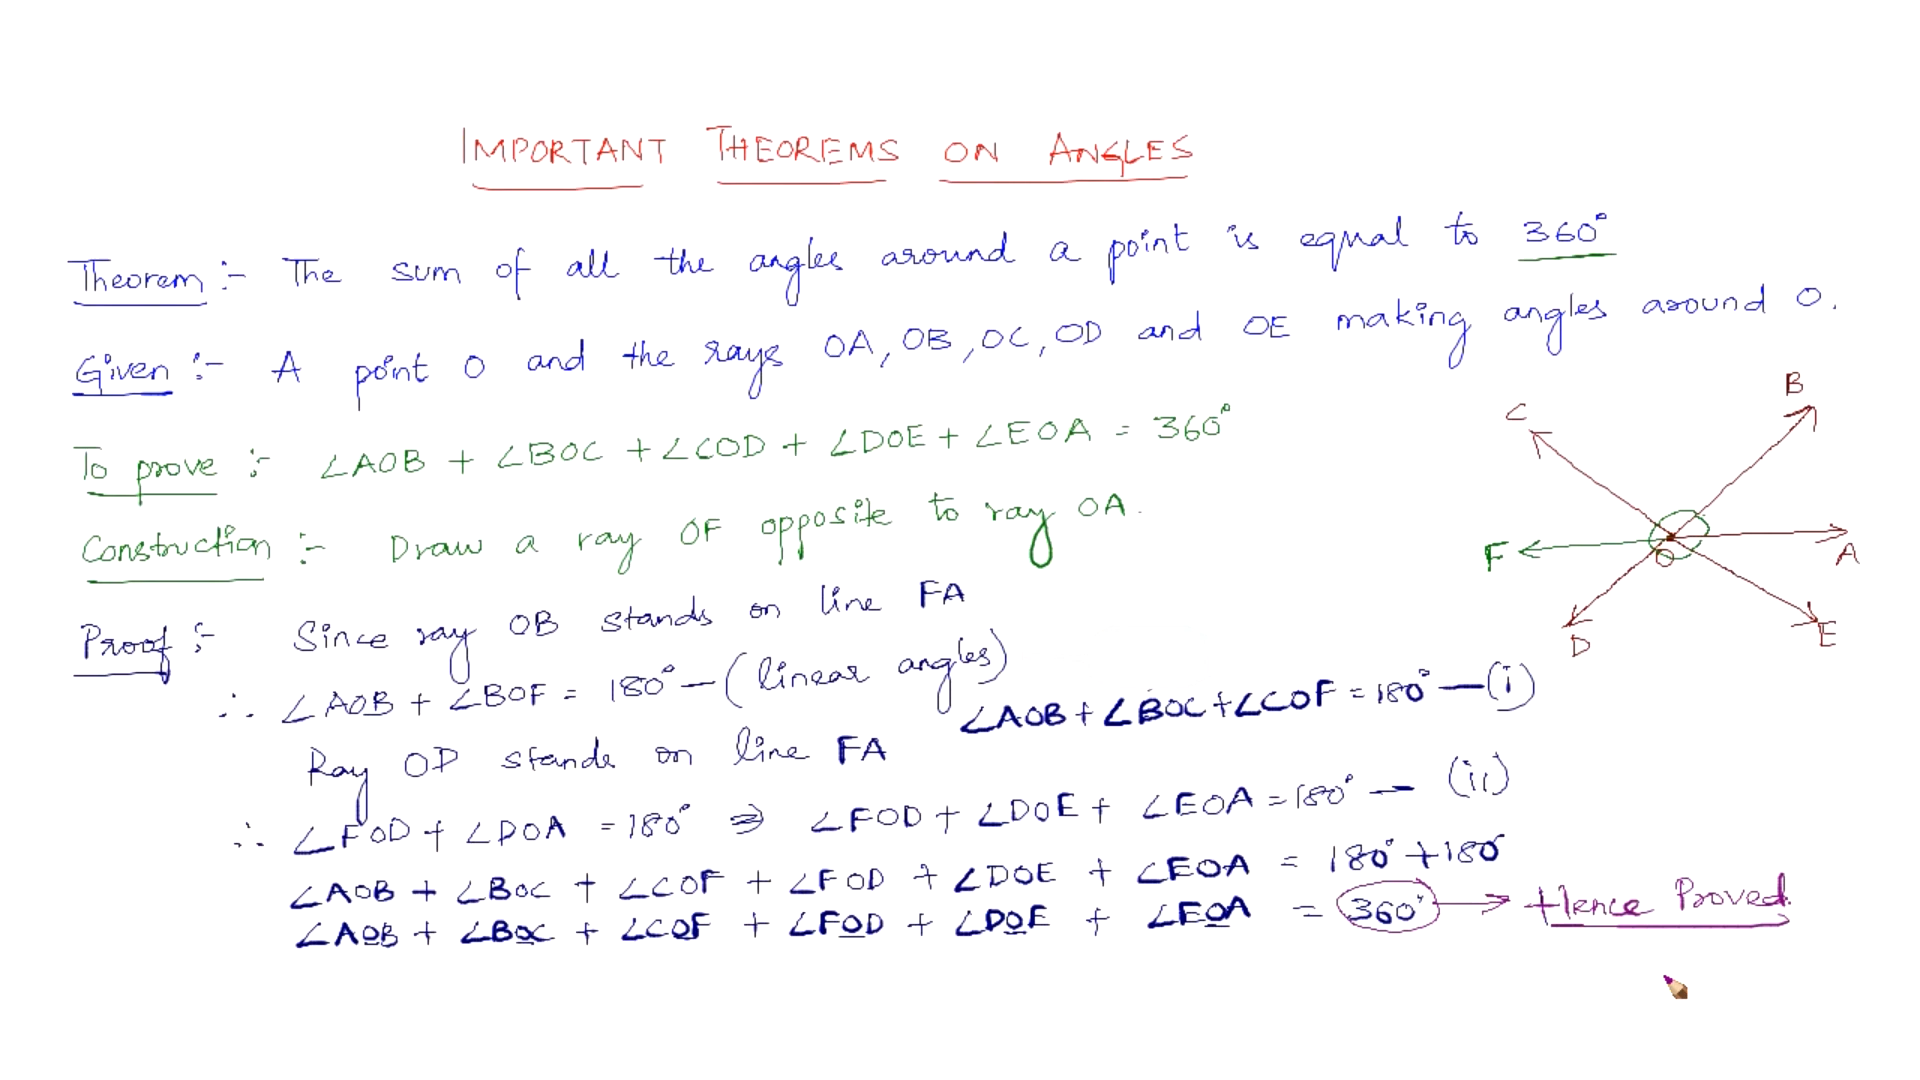 IMPORTANT THEOREMS ON ANGLES
Theorem :- The sum of all the angles around a point is equal to 360°
Given :- A point O and the rays OA, OB, OC, OD and OE making angles around O.
To prove :- ∠AOB + ∠BOC + ∠COD + ∠DOE + ∠EOA = 360°
Construction :- Draw a ray OF opposite to ray OA.
C
B
F
O
A
D
E
Proof :- Since ray OB stands on line FA
∴ ∠AOB + ∠BOF = 180° – (linear angles)
∠AOB + ∠BOC + ∠COF = 180° – (i)
Ray OD stands on line FA
∴ ∠FOD + ∠DOA = 180° ⇒ ∠FOD + ∠DOE + ∠EOA = 180° – (ii)
∠AOB + ∠BOC + ∠COF + ∠FOD + ∠DOE + ∠EOA = 180° + 180°
∠AOB + ∠BOC + ∠COF + ∠FOD + ∠DOE + ∠EOA = 360° → Hence Proved.